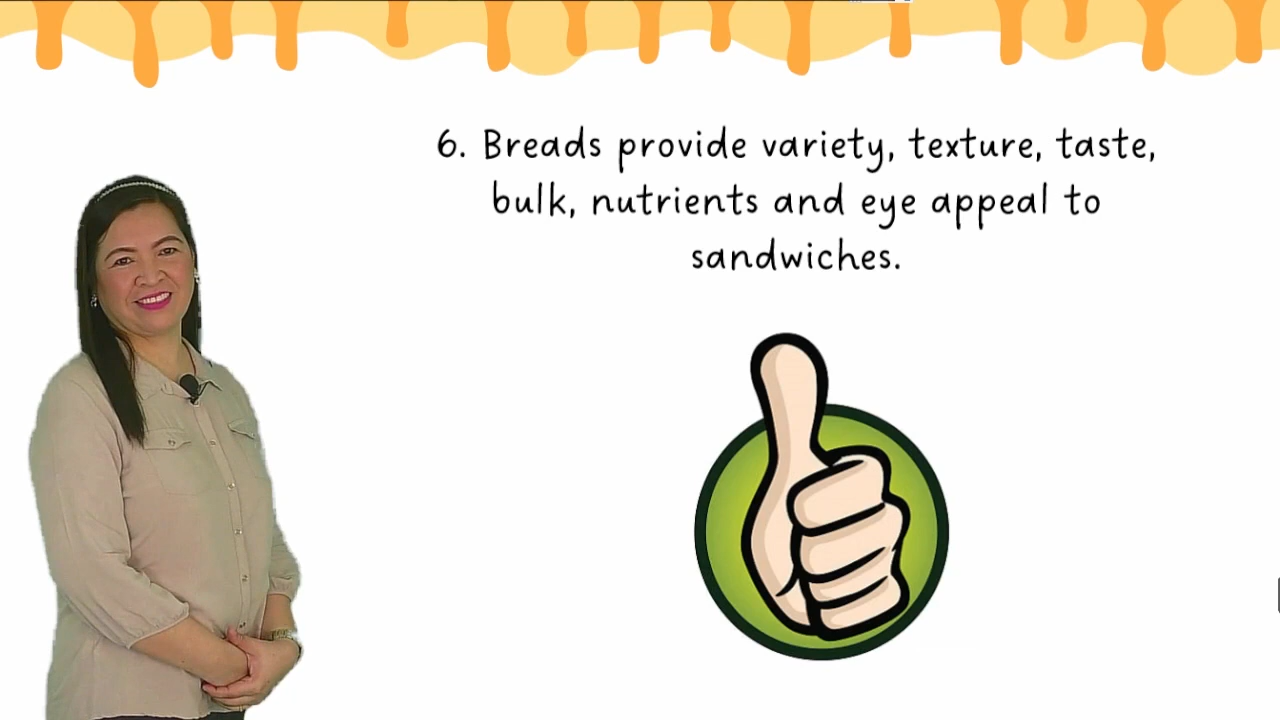 6. Breads provide variety, texture, taste,
bulk, nutrients and eye appeal to
sandwiches.